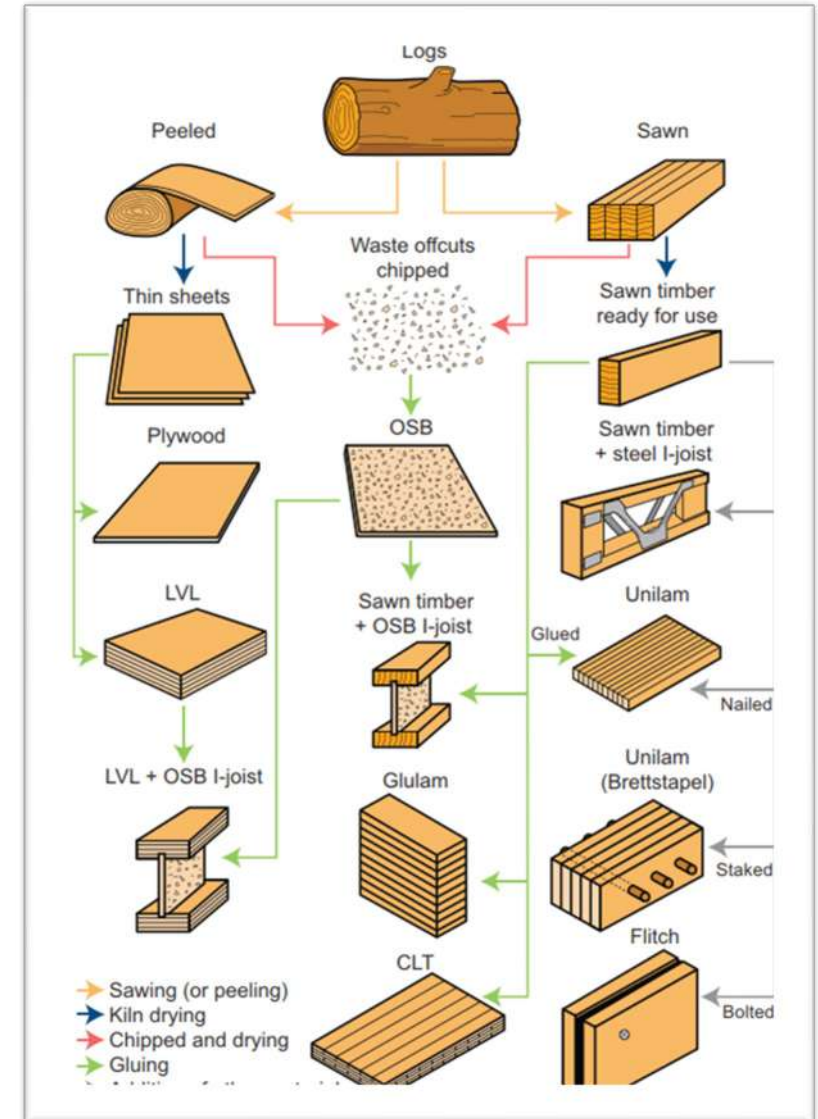 Logs
Peeled
Sawn
Waste offcuts
chipped
Thin sheets
Sawn timber
ready for use
Plywood
OSB
Sawn timber
+ steel I-joist
LVL
Sawn timber
+ OSB I-joist
Unilam
Glued
Nailed
LVL + OSB I-joist
Glulam
Unilam
(Brettstapel)
Staked
Flitch
CLT
Bolted
Sawing (or peeling)
Kiln drying
Chipped and drying
Gluing